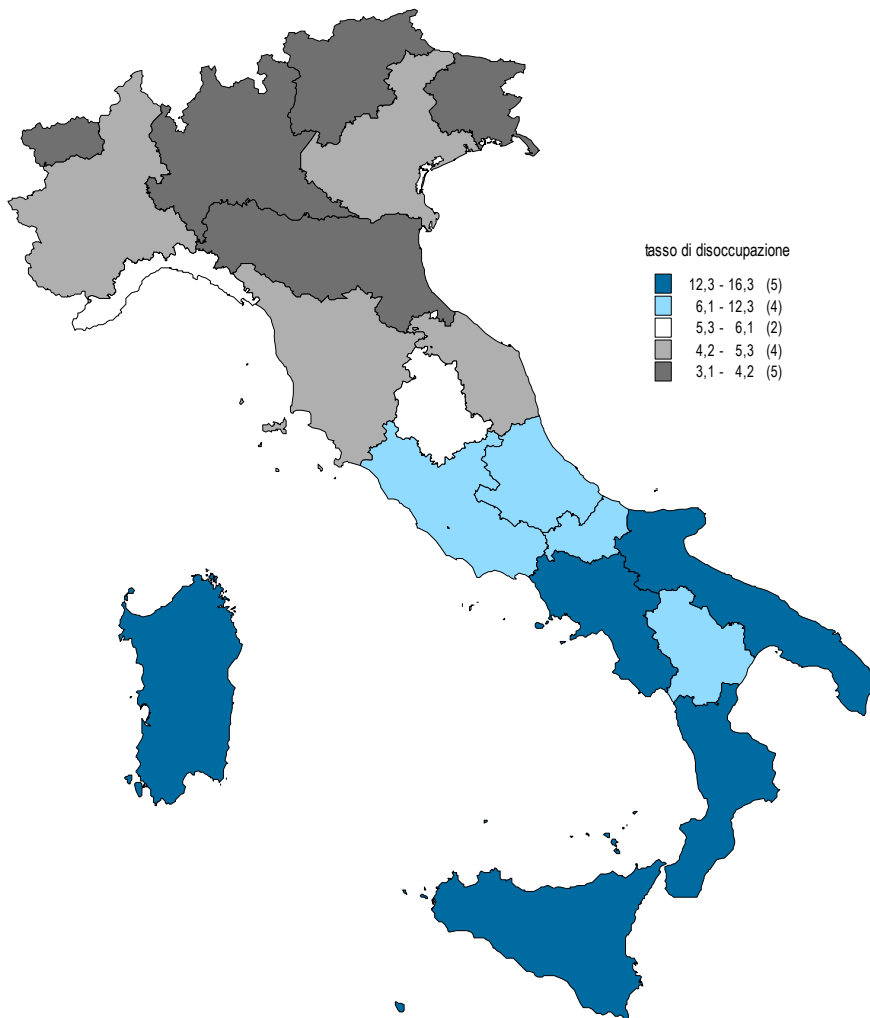 tasso di disoccupazione
12,3 - 16,3 (5)
6,1 - 12,3 (4)
5,3 - 6,1 (2)
4,2 - 5,3 (4)
3,1 - 4,2 (5)